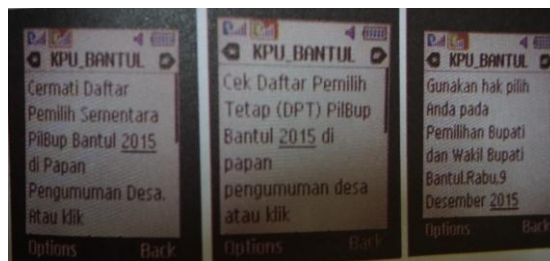 KPU_BANTUL
Cermati Daftar
Pemilih Sementara
PilBup Bantul 2015
di Papan
Pengumuman Desa.
Atau klik
Options Back
KPU_BANTUL
Cek Daftar Pemilih
Tetap (DPT) PilBup
Bantul 2015 di
papan
pengumuman desa
atau klik
Options Back
KPU_BANTUL
Gunakan hak pilih
Anda pada
Pemilihan Bupati
dan Wakil Bupati
Bantul.Rabu,9
Desember 2015
Options Back